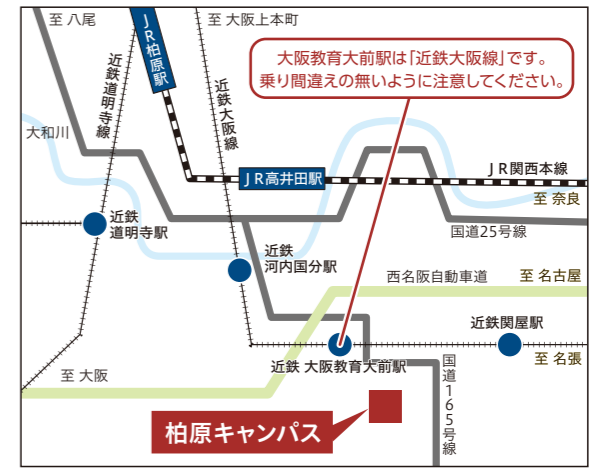 至 八尾
JR柏原駅
至 大阪上本町
大阪教育大前駅は「近鉄大阪線」です。
乗り間違えの無いように注意してください。
近鉄道明寺線
近鉄大阪線
大和川
JR高井田駅
JR関西本線
至 奈良
近鉄
道明寺駅
国道25号線
近鉄
河内国分駅
西名阪自動車道
至 名古屋
近鉄関屋駅
近鉄 大阪教育大前駅
至 名張
至 大阪
国道165号線
柏原キャンパス